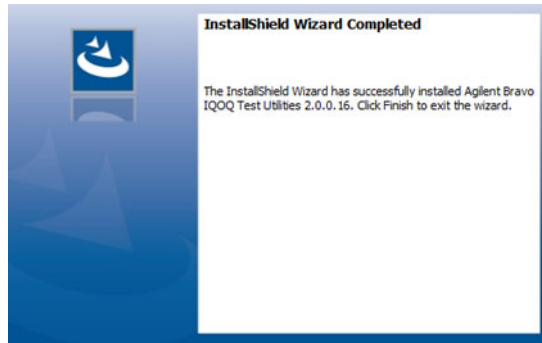 InstallShield Wizard Completed
The InstallShield Wizard has successfully installed Agilent Bravo
IQOQ Test Utilities 2.0.0.16. Click Finish to exit the wizard.